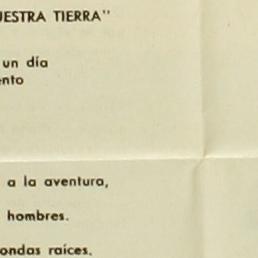 UESTRA TIERRA"
un día
ento
a la aventura,
hombres.
ondas raíces.